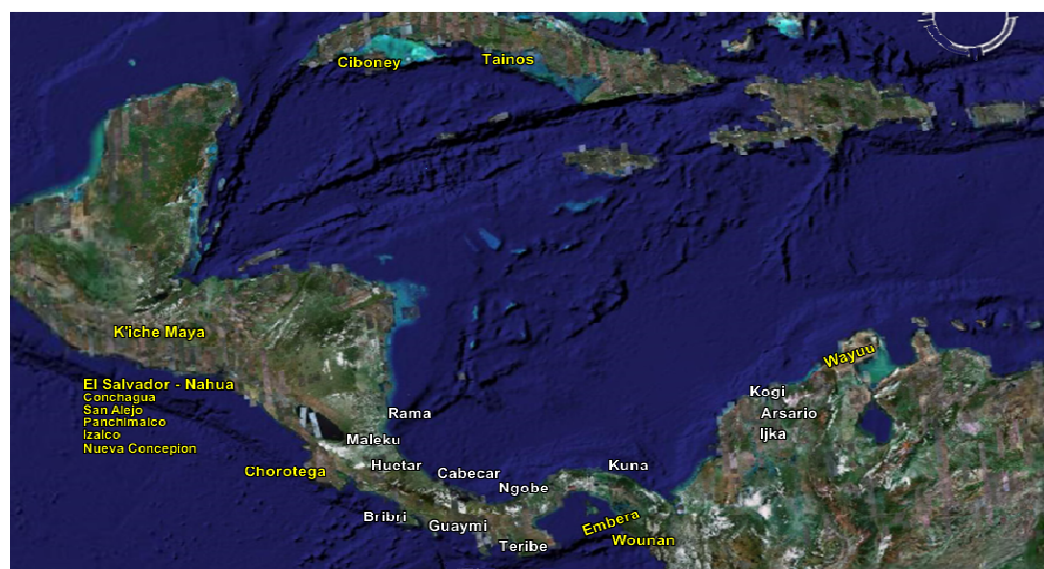 Ciboney
Tainos
K'iche Maya
El Salvador - Nahua
Conchagua
San Alejo
Panchimalco
Izalco
Nueva Concepion
Wayuu
Kogi
Arsario
Ijka
Rama
Maleku
Chorotega
Huetar
Cabecar
Kuna
Ngobe
Bribri
Guaymi
Embera
Teribe
Wounan